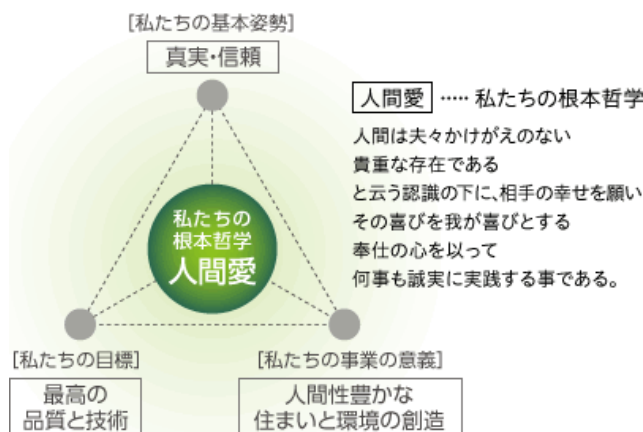 [私たちの基本姿勢]
真実・信頼
人間愛 ····· 私たちの根本哲学
人間は夫々かけがえのない
貴重な存在である
と云う認識の下に、相手の幸せを願い
その喜びを我が喜びとする
奉仕の心を以って
何事も誠実に実践する事である。
私たちの
根本哲学
人間愛
[私たちの目標]
最高の
品質と技術
[私たちの事業の意義]
人間性豊かな
住まいと環境の創造